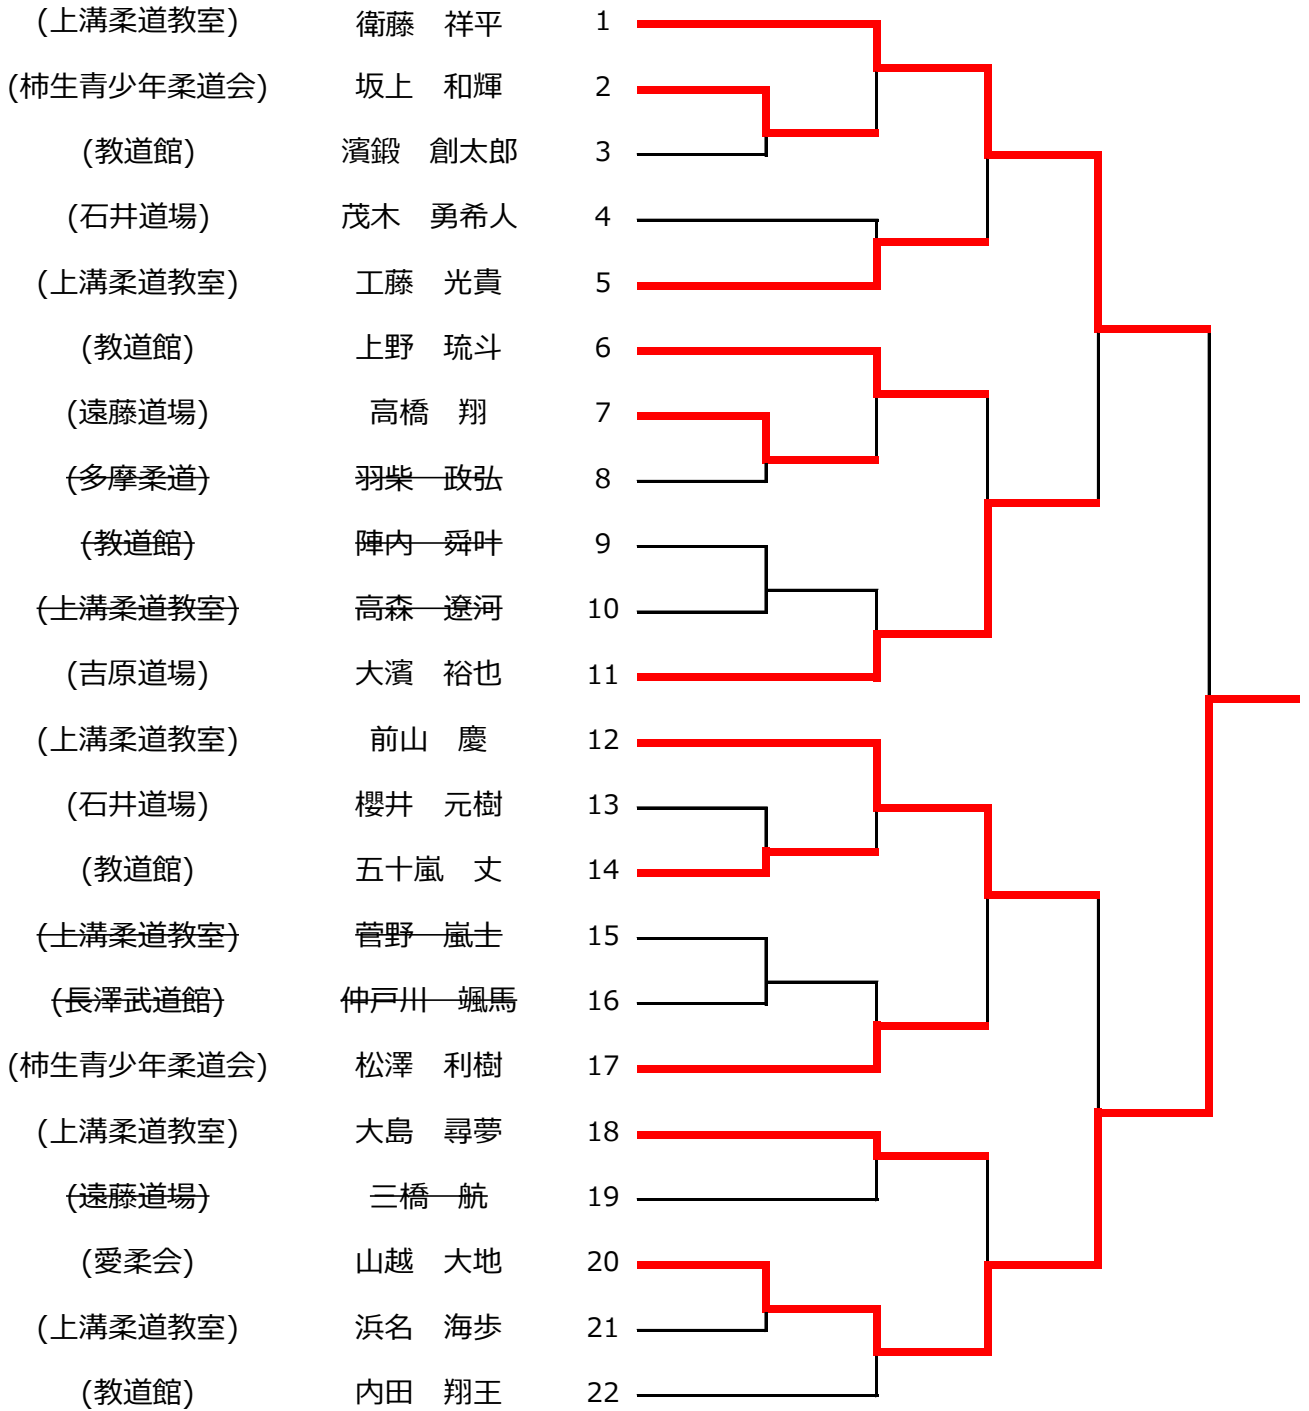 (上溝柔道教室) 衛藤　祥平 1
(柿生青少年柔道会) 坂上　和輝 2
(教道館) 濱鍛　創太郎 3
(石井道場) 茂木　勇希人 4
(上溝柔道教室) 工藤　光貴 5
(教道館) 上野　琉斗 6
(遠藤道場) 高橋　翔 7
(多摩柔道) 羽柴　政弘 8
(教道館) 陣内　舜叶 9
(上溝柔道教室) 高森　遼河 10
(吉原道場) 大濱　裕也 11
(上溝柔道教室) 前山　慶 12
(石井道場) 櫻井　元樹 13
(教道館) 五十嵐　丈 14
(上溝柔道教室) 菅野　嵐士 15
(長澤武道館) 仲戸川　颯馬 16
(柿生青少年柔道会) 松澤　利樹 17
(上溝柔道教室) 大島　尋夢 18
(遠藤道場) 三橋　航 19
(愛柔会) 山越　大地 20
(上溝柔道教室) 浜名　海歩 21
(教道館) 内田　翔王 22